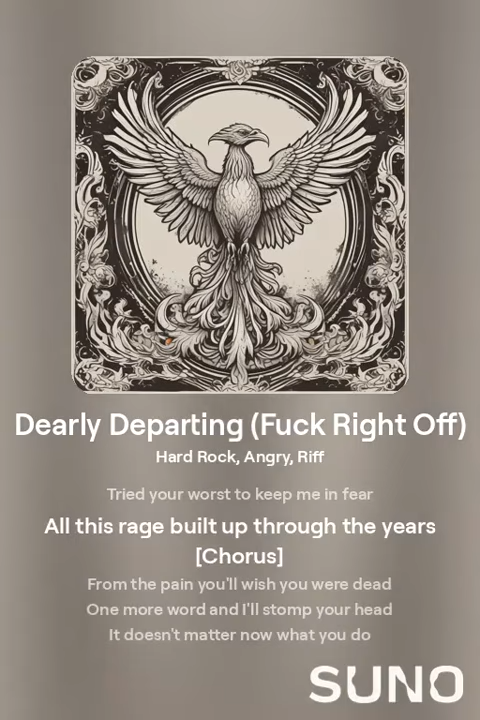 Dearly Departing (Fuck Right Off)
Hard Rock, Angry, Riff
Tried your worst to keep me in fear
All this rage built up through the years
[Chorus]
From the pain you'll wish you were dead
One more word and I'll stomp your head
It doesn't matter now what you do
SUNO